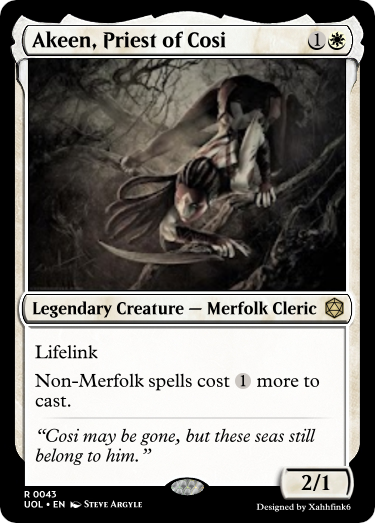 Akeen, Priest of Cosi 1
Legendary Creature — Merfolk Cleric
Lifelink
Non-Merfolk spells cost 1 more to
cast.
“Cosi may be gone, but these seas still
belong to him.”
2/1
R 0043
UOL • EN STEVE ARGYLE
Designed by Xahhfink6